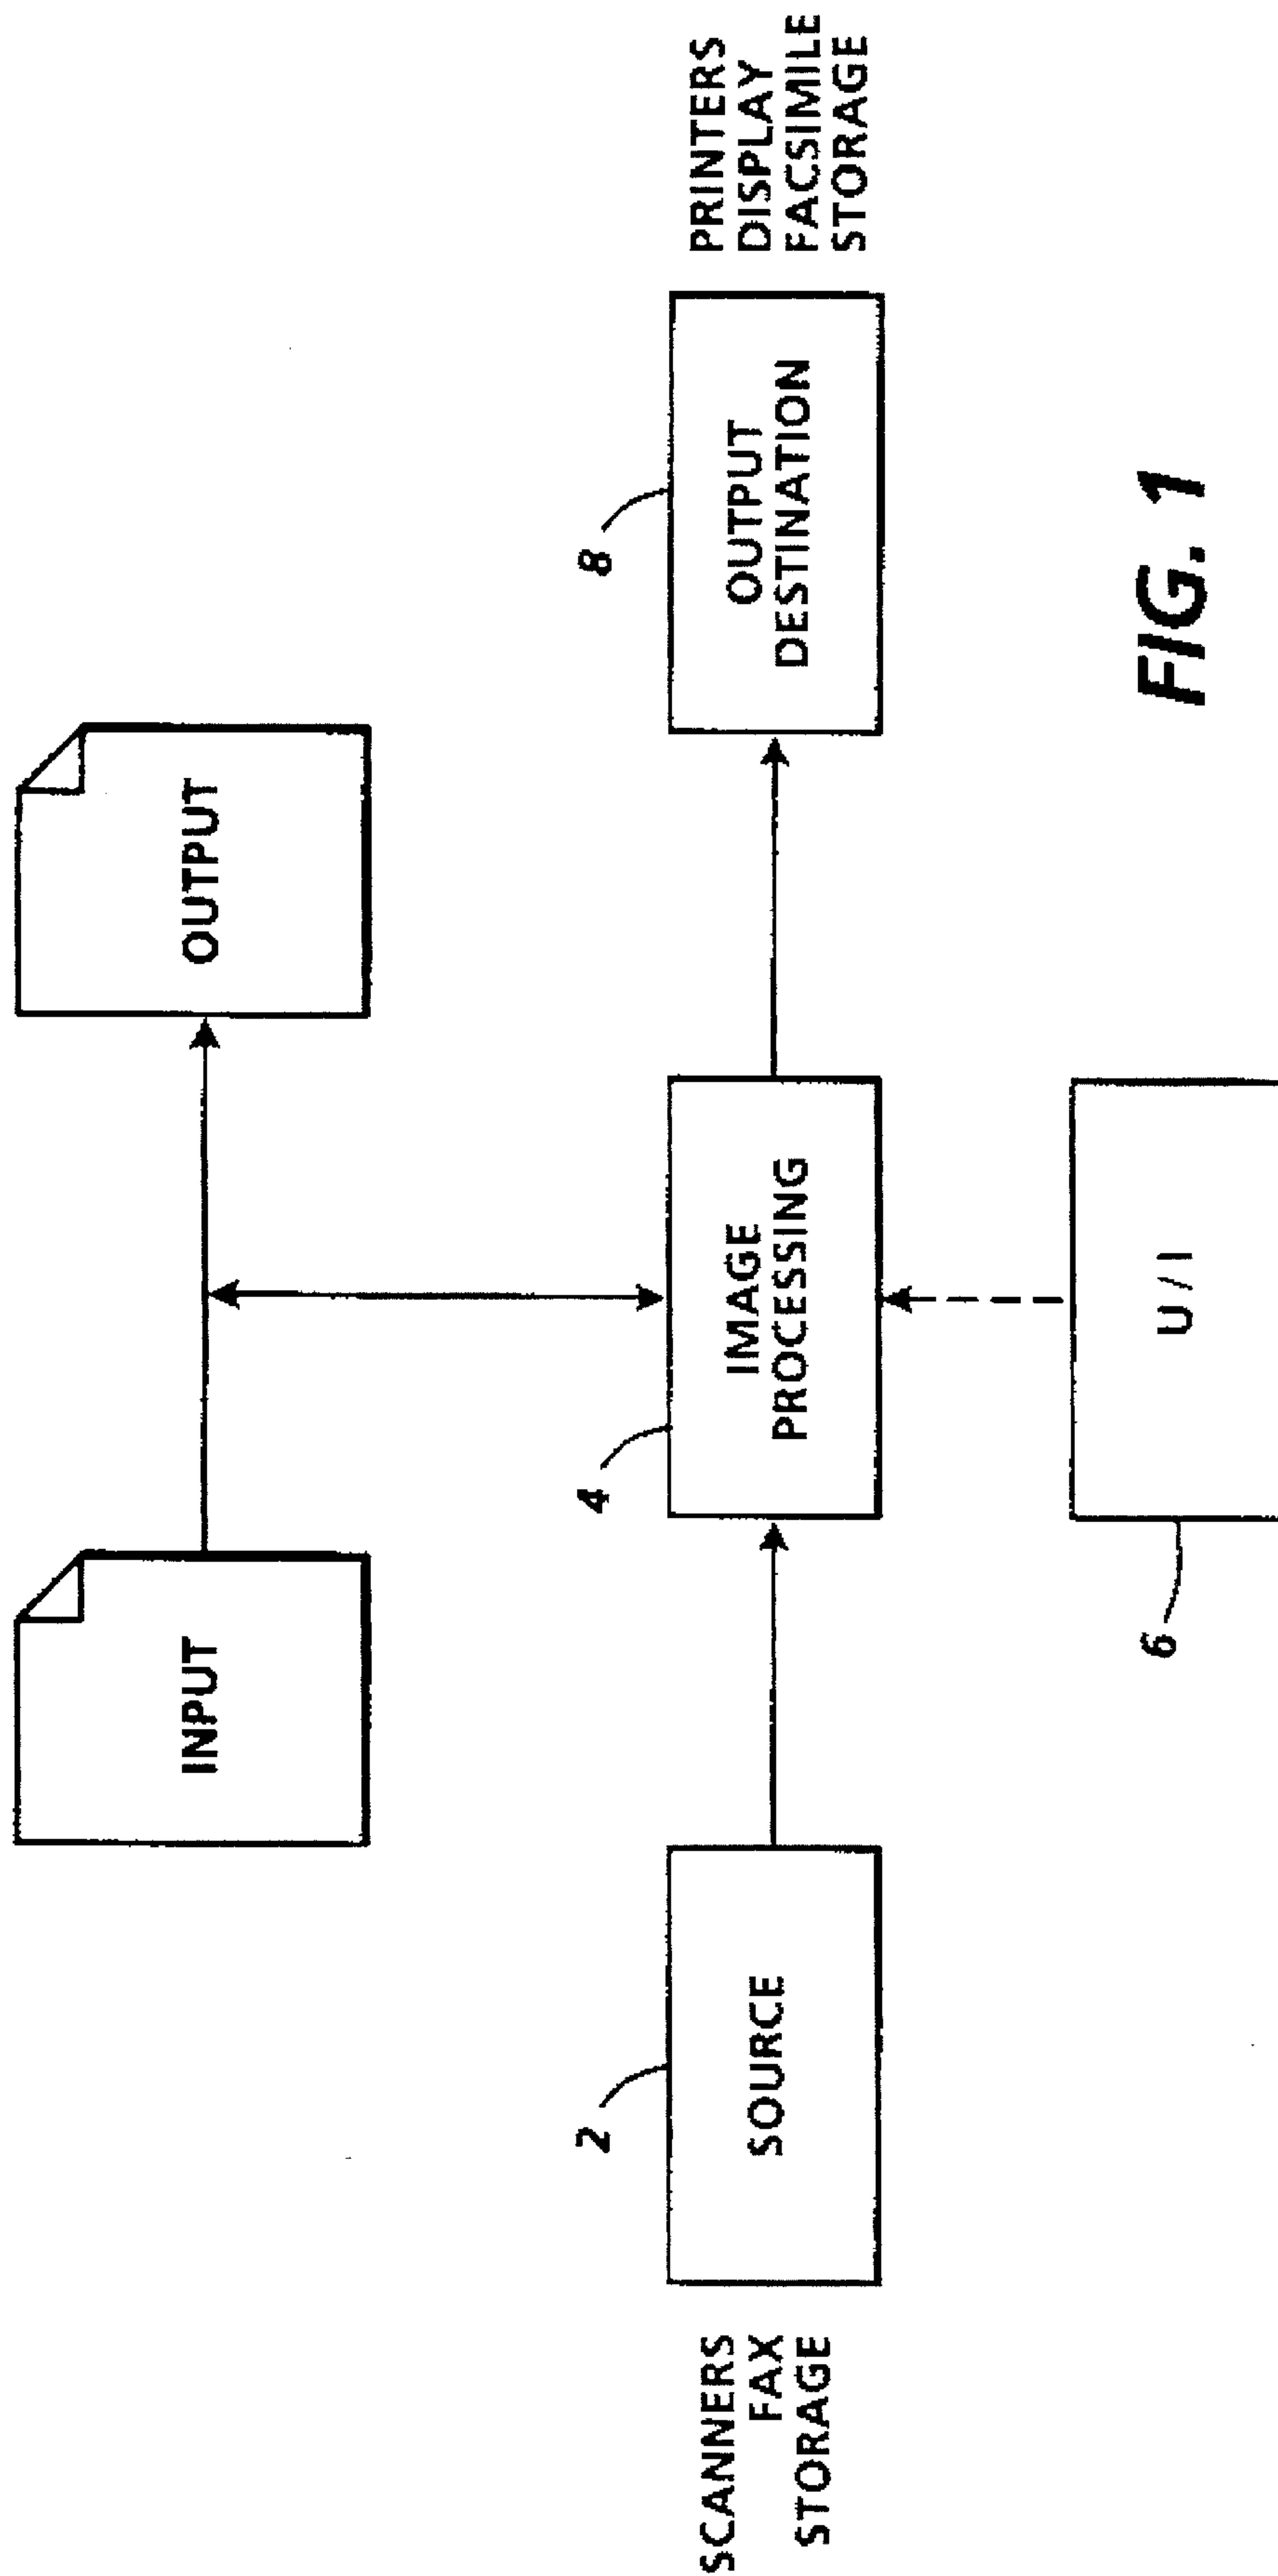 INPUT
OUTPUT
SCANNERS
FAX
STORAGE
2
SOURCE
4
IMAGE
PROCESSING
8
OUTPUT
DESTINATION
PRINTERS
DISPLAY
FACSIMILE
STORAGE
6
U / I
FIG. 1